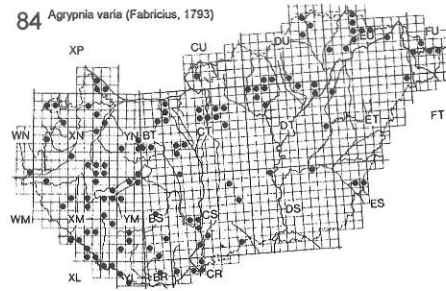 84 Agrypnia varia (Fabricius, 1793)
XP CU DU EU FU
WN XN YN BT CT DT ET FT
WM XM YM BS CS DS ES
XL YL BR CR